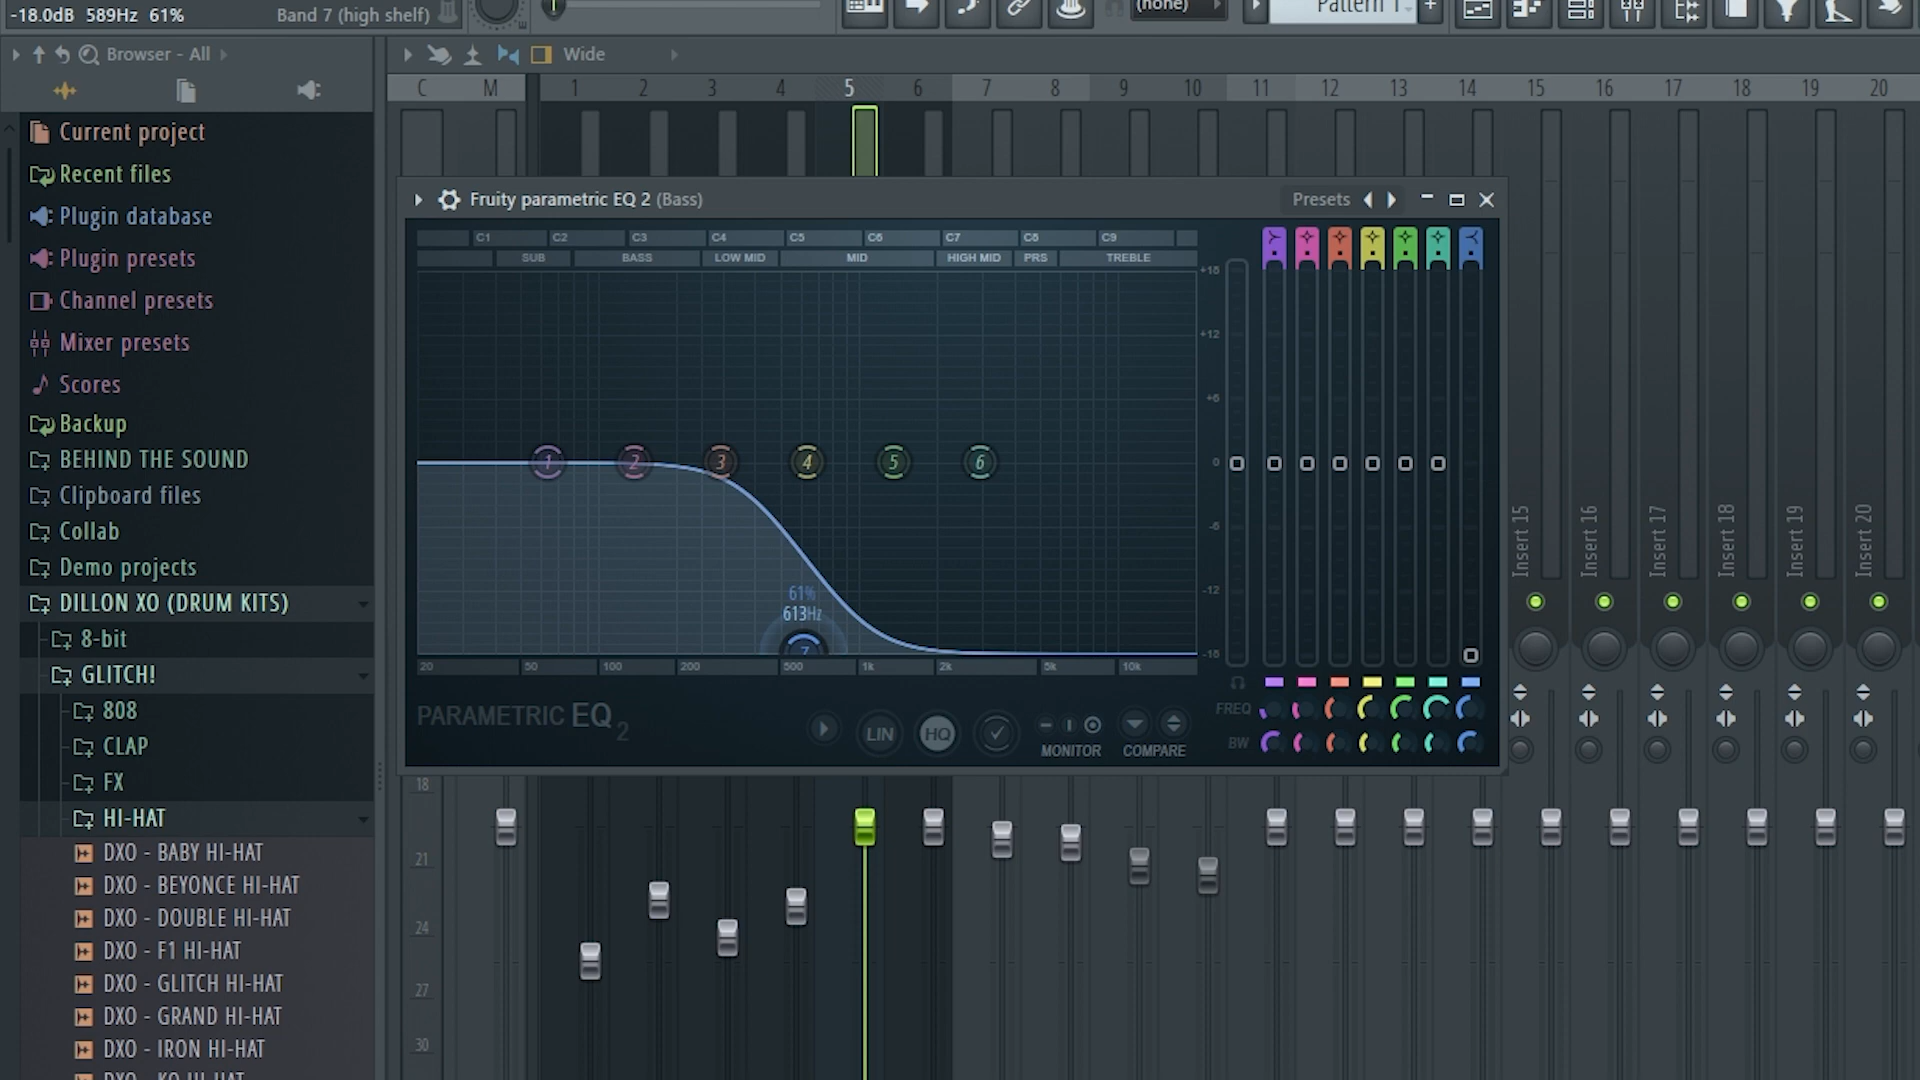 -18.0dB 589Hz 61% Band 7 (high shelf)
(none)
Pattern 1
Browser - All
Wide
C M 1 2 3 4 5 6 7 8 9 10 11 12 13 14 15 16 17 18 19 20
Current project
Recent files
Plugin database
Plugin presets
Channel presets
Mixer presets
Scores
Backup
BEHIND THE SOUND
Clipboard files
Collab
Demo projects
DILLON XO (DRUM KITS)
8-bit
GLITCH!
808
CLAP
FX
HI-HAT
DXO - BABY HI-HAT
DXO - BEYONCE HI-HAT
DXO - DOUBLE HI-HAT
DXO - F1 HI-HAT
DXO - GLITCH HI-HAT
DXO - GRAND HI-HAT
DXO - IRON HI-HAT
DXO - KO HI-HAT
Fruity parametric EQ 2 (Bass)
Presets
C1 C2 C3 C4 C5 C6 C7 C8 C9
SUB BASS LOW MID MID HIGH MID PRS TREBLE
+18
+12
+6
0
-6
-12
-18
1 2 3 4 5 6
61%
613Hz
7
20 50 100 200 500 1k 2k 5k 10k
PARAMETRIC EQ 2
LIN
HQ
MONITOR
COMPARE
FREQ
BW
Insert 15
Insert 16
Insert 17
Insert 18
Insert 19
Insert 20
18
21
24
27
30